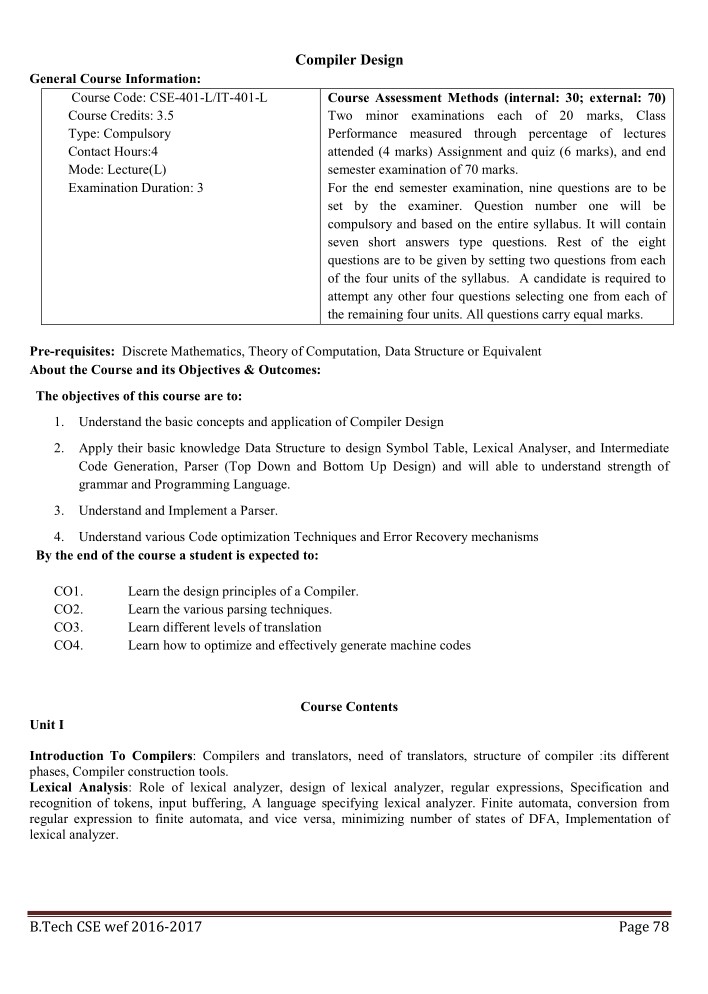 Compiler Design
General Course Information:
Course Code: CSE-401-L/IT-401-L
Course Credits: 3.5
Type: Compulsory
Contact Hours:4
Mode: Lecture(L)
Examination Duration: 3
Course Assessment Methods (internal: 30; external: 70)
Two minor examinations each of 20 marks, Class
Performance measured through percentage of lectures
attended (4 marks) Assignment and quiz (6 marks), and end
semester examination of 70 marks.
For the end semester examination, nine questions are to be
set by the examiner. Question number one will be
compulsory and based on the entire syllabus. It will contain
seven short answers type questions. Rest of the eight
questions are to be given by setting two questions from each
of the four units of the syllabus. A candidate is required to
attempt any other four questions selecting one from each of
the remaining four units. All questions carry equal marks.
Pre-requisites: Discrete Mathematics, Theory of Computation, Data Structure or Equivalent
About the Course and its Objectives & Outcomes:
The objectives of this course are to:
1. Understand the basic concepts and application of Compiler Design
2. Apply their basic knowledge Data Structure to design Symbol Table, Lexical Analyser, and Intermediate
Code Generation, Parser (Top Down and Bottom Up Design) and will able to understand strength of
grammar and Programming Language.
3. Understand and Implement a Parser.
4. Understand various Code optimization Techniques and Error Recovery mechanisms
By the end of the course a student is expected to:
CO1. Learn the design principles of a Compiler.
CO2. Learn the various parsing techniques.
CO3. Learn different levels of translation
CO4. Learn how to optimize and effectively generate machine codes
Course Contents
Unit I
Introduction To Compilers: Compilers and translators, need of translators, structure of compiler :its different
phases, Compiler construction tools.
Lexical Analysis: Role of lexical analyzer, design of lexical analyzer, regular expressions, Specification and
recognition of tokens, input buffering, A language specifying lexical analyzer. Finite automata, conversion from
regular expression to finite automata, and vice versa, minimizing number of states of DFA, Implementation of
lexical analyzer.
B.Tech CSE wef 2016-2017 Page 78